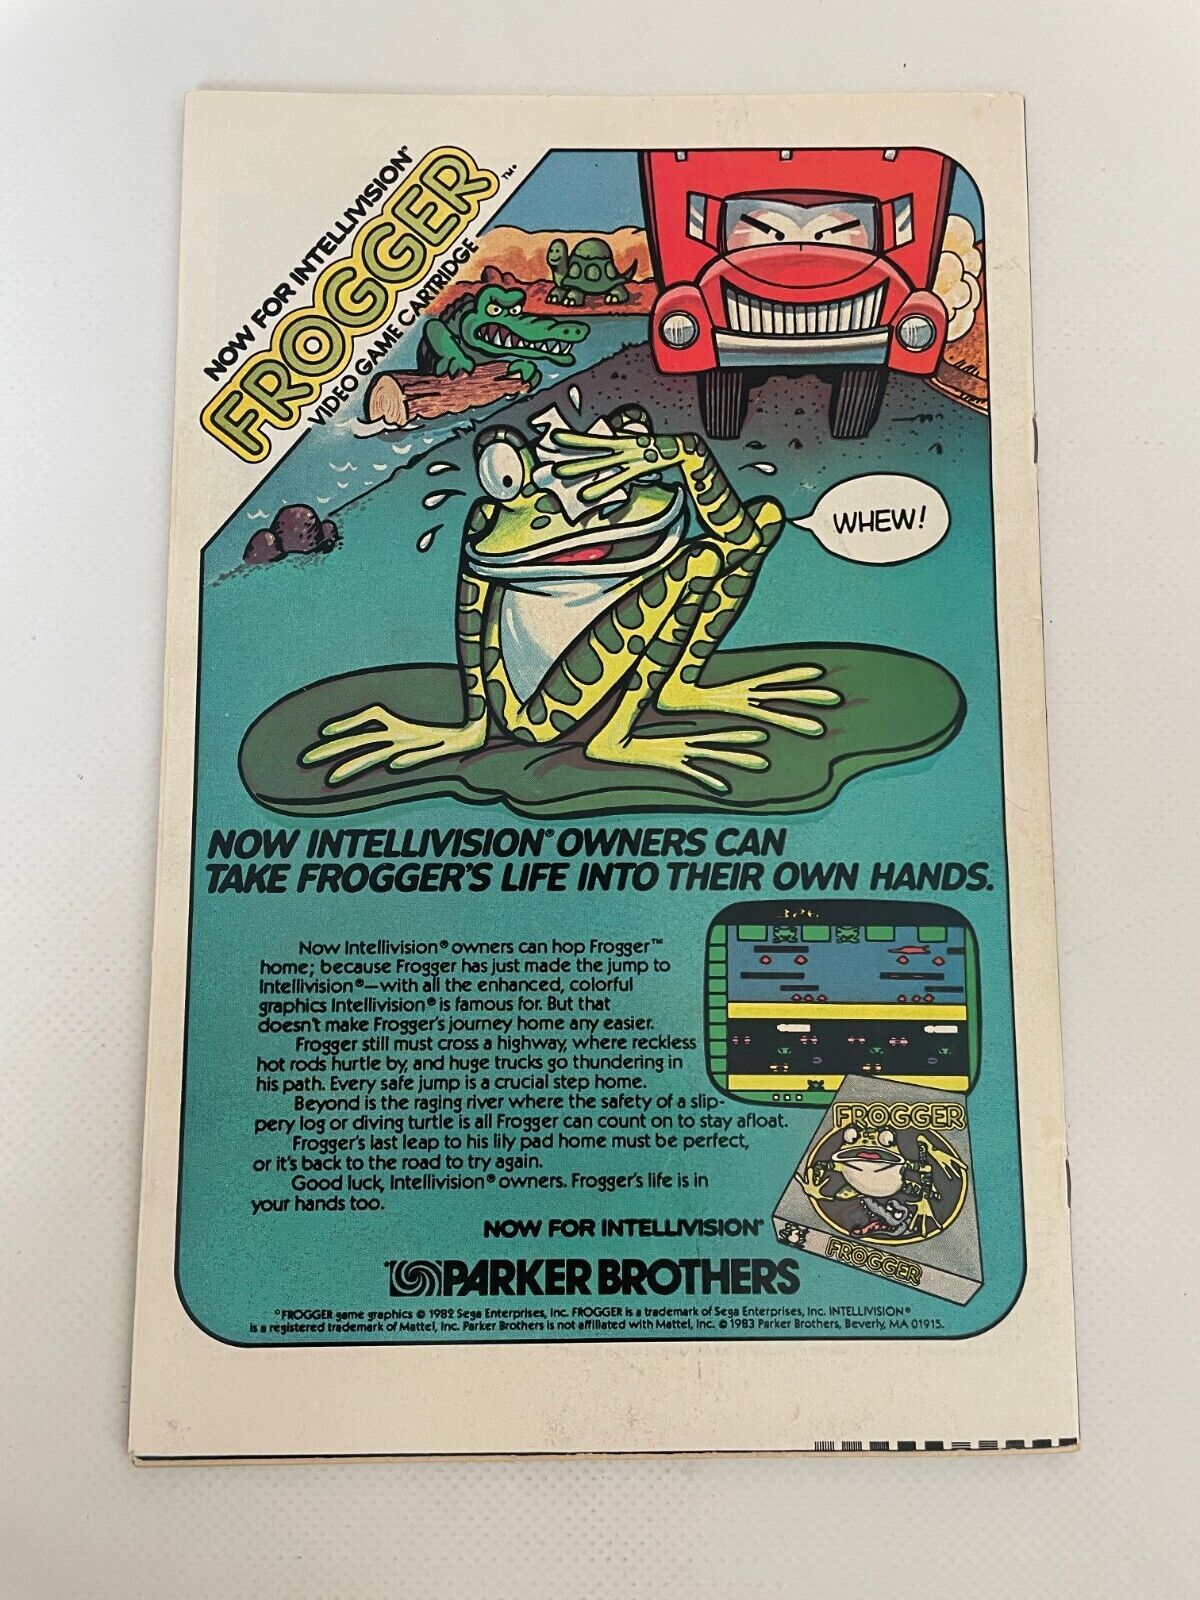 NOW FOR INTELLIVISION®
FROGGER™
VIDEO GAME CARTRIDGE
WHEW!
NOW INTELLIVISION® OWNERS CAN
TAKE FROGGER'S LIFE INTO THEIR OWN HANDS.
Now Intellivision® owners can hop Frogger™
home; because Frogger has just made the jump to
Intellivision®—with all the enhanced, colorful
graphics Intellivision® is famous for. But that
doesn't make Frogger's journey home any easier.
Frogger still must cross a highway, where reckless
hot rods hurtle by, and huge trucks go thundering in
his path. Every safe jump is a crucial step home.
Beyond is the raging river where the safety of a slip-
pery log or diving turtle is all Frogger can count on to stay afloat.
Frogger's last leap to his lily pad home must be perfect,
or it's back to the road to try again.
Good luck, Intellivision® owners. Frogger's life is in
your hands too.
326
FROGGER
FROGGER
NOW FOR INTELLIVISION®
PARKER BROTHERS
©FROGGER game graphics © 1982 Sega Enterprises, Inc. FROGGER is a trademark of Sega Enterprises, Inc. INTELLIVISION®
is a registered trademark of Mattel, Inc. Parker Brothers is not affiliated with Mattel, Inc. © 1983 Parker Brothers, Beverly, MA 01915.